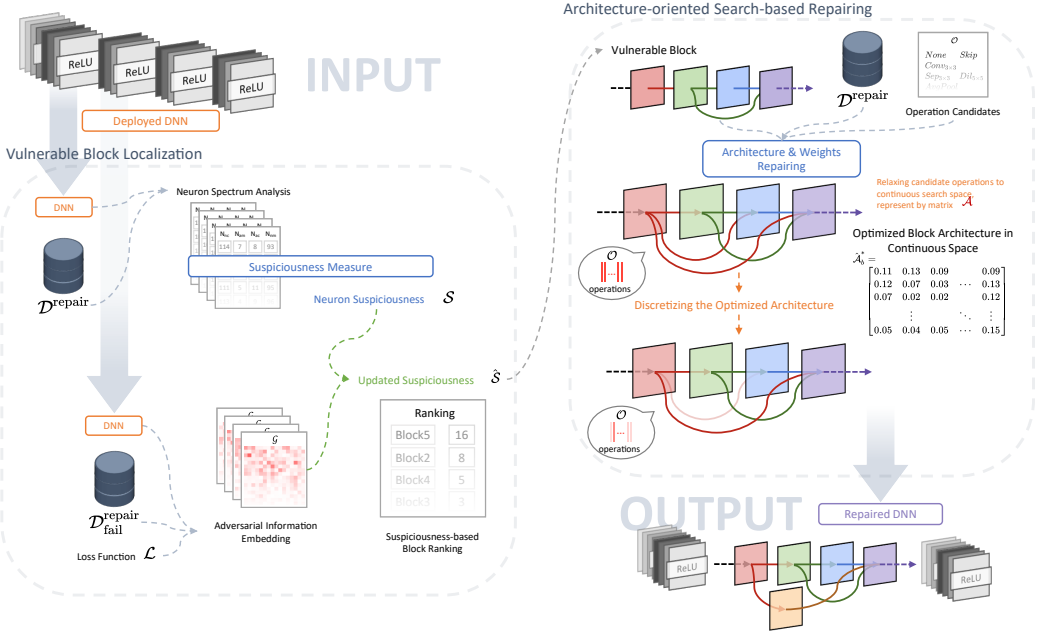 Architecture-oriented Search-based Repairing
INPUT
ReLU
ReLU
ReLU
ReLU
Deployed DNN
Vulnerable Block Localization
DNN
Neuron Spectrum Analysis
114 7 8 93
Suspiciousness Measure
Neuron Suspiciousness 𝒮
𝒟repair
Updated Suspiciousness
Ŝ
DNN
𝒟repair
fail
Loss Function ℒ
𝒢
Adversarial Information
Embedding
Ranking
Block5 16
Block2 8
Block4 5
Block3 3
Suspiciousness-based
Block Ranking
Vulnerable Block
𝒟repair
𝒪
None Skip
Conv3×3
Sep5×5 Dil5×5
AvgPool
Operation Candidates
Architecture & Weights
Repairing
Relaxing candidate operations to
continuous search space,
represent by matrix 𝒜
𝒪
...
operations
Optimized Block Architecture in
Continuous Space
𝒜*b =
0.11 0.13 0.09 0.09
0.12 0.07 0.03 ⋯ 0.13
0.07 0.02 0.02 0.12
⋮ ⋱ ⋮
0.05 0.04 0.05 ⋯ 0.15
Discretizing the Optimized Architecture
𝒪
...
operations
OUTPUT
Repaired DNN
ReLU
ReLU